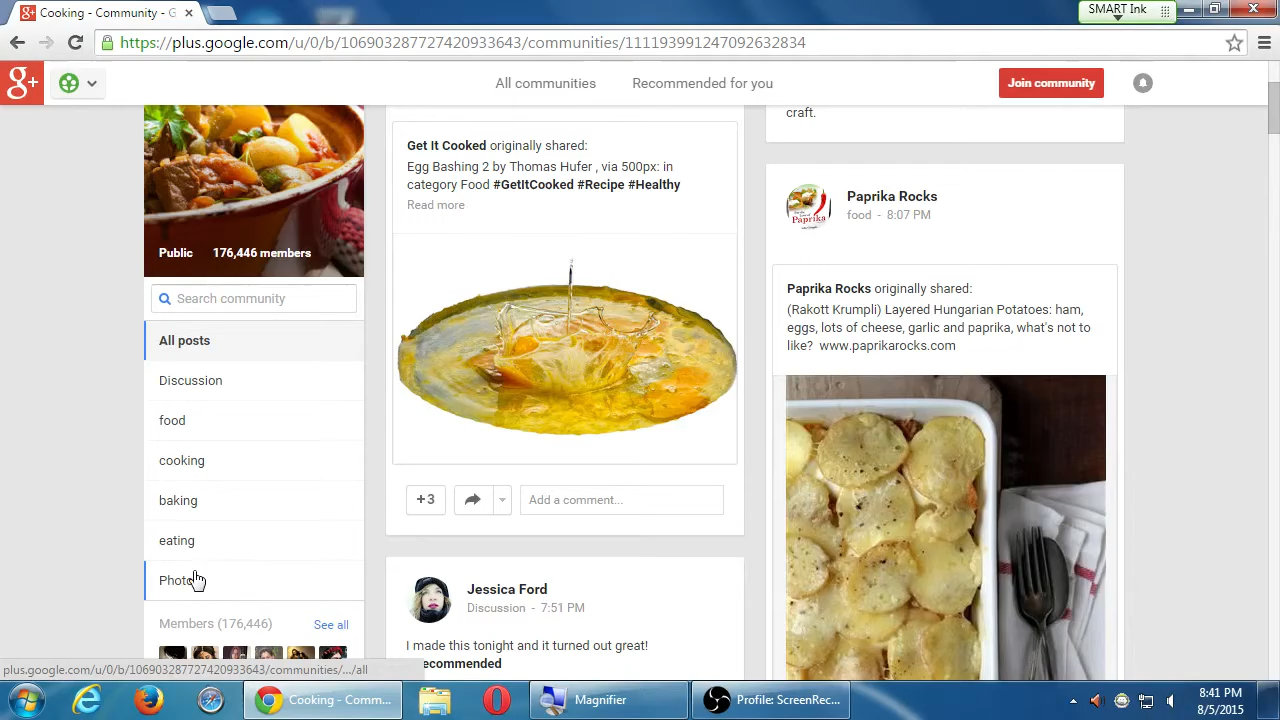 Cooking - Community - G
SMART Ink
https://plus.google.com/u/0/b/106903287727420933643/communities/111193991247092632834
g+
All communities
Recommended for you
Join community
Public
176,446 members
Search community
All posts
Discussion
food
cooking
baking
eating
Members (176,446)
See all
Get It Cooked originally shared:
Egg Bashing 2 by Thomas Hufer , via 500px: in
category Food #GetItCooked #Recipe #Healthy
Read more
+3
Add a comment...
Jessica Ford
Discussion - 7:51 PM
I made this tonight and it turned out great!
craft.
Paprika Rocks
food - 8:07 PM
Paprika Rocks originally shared:
(Rakott Krumpli) Layered Hungarian Potatoes: ham,
eggs, lots of cheese, garlic and paprika, what's not to
like? www.paprikarocks.com
plus.google.com/u/0/b/106903287727420933643/communities/.../all
Cooking - Comm...
Magnifier
Profile: ScreenRec...
8:41 PM
8/5/2015